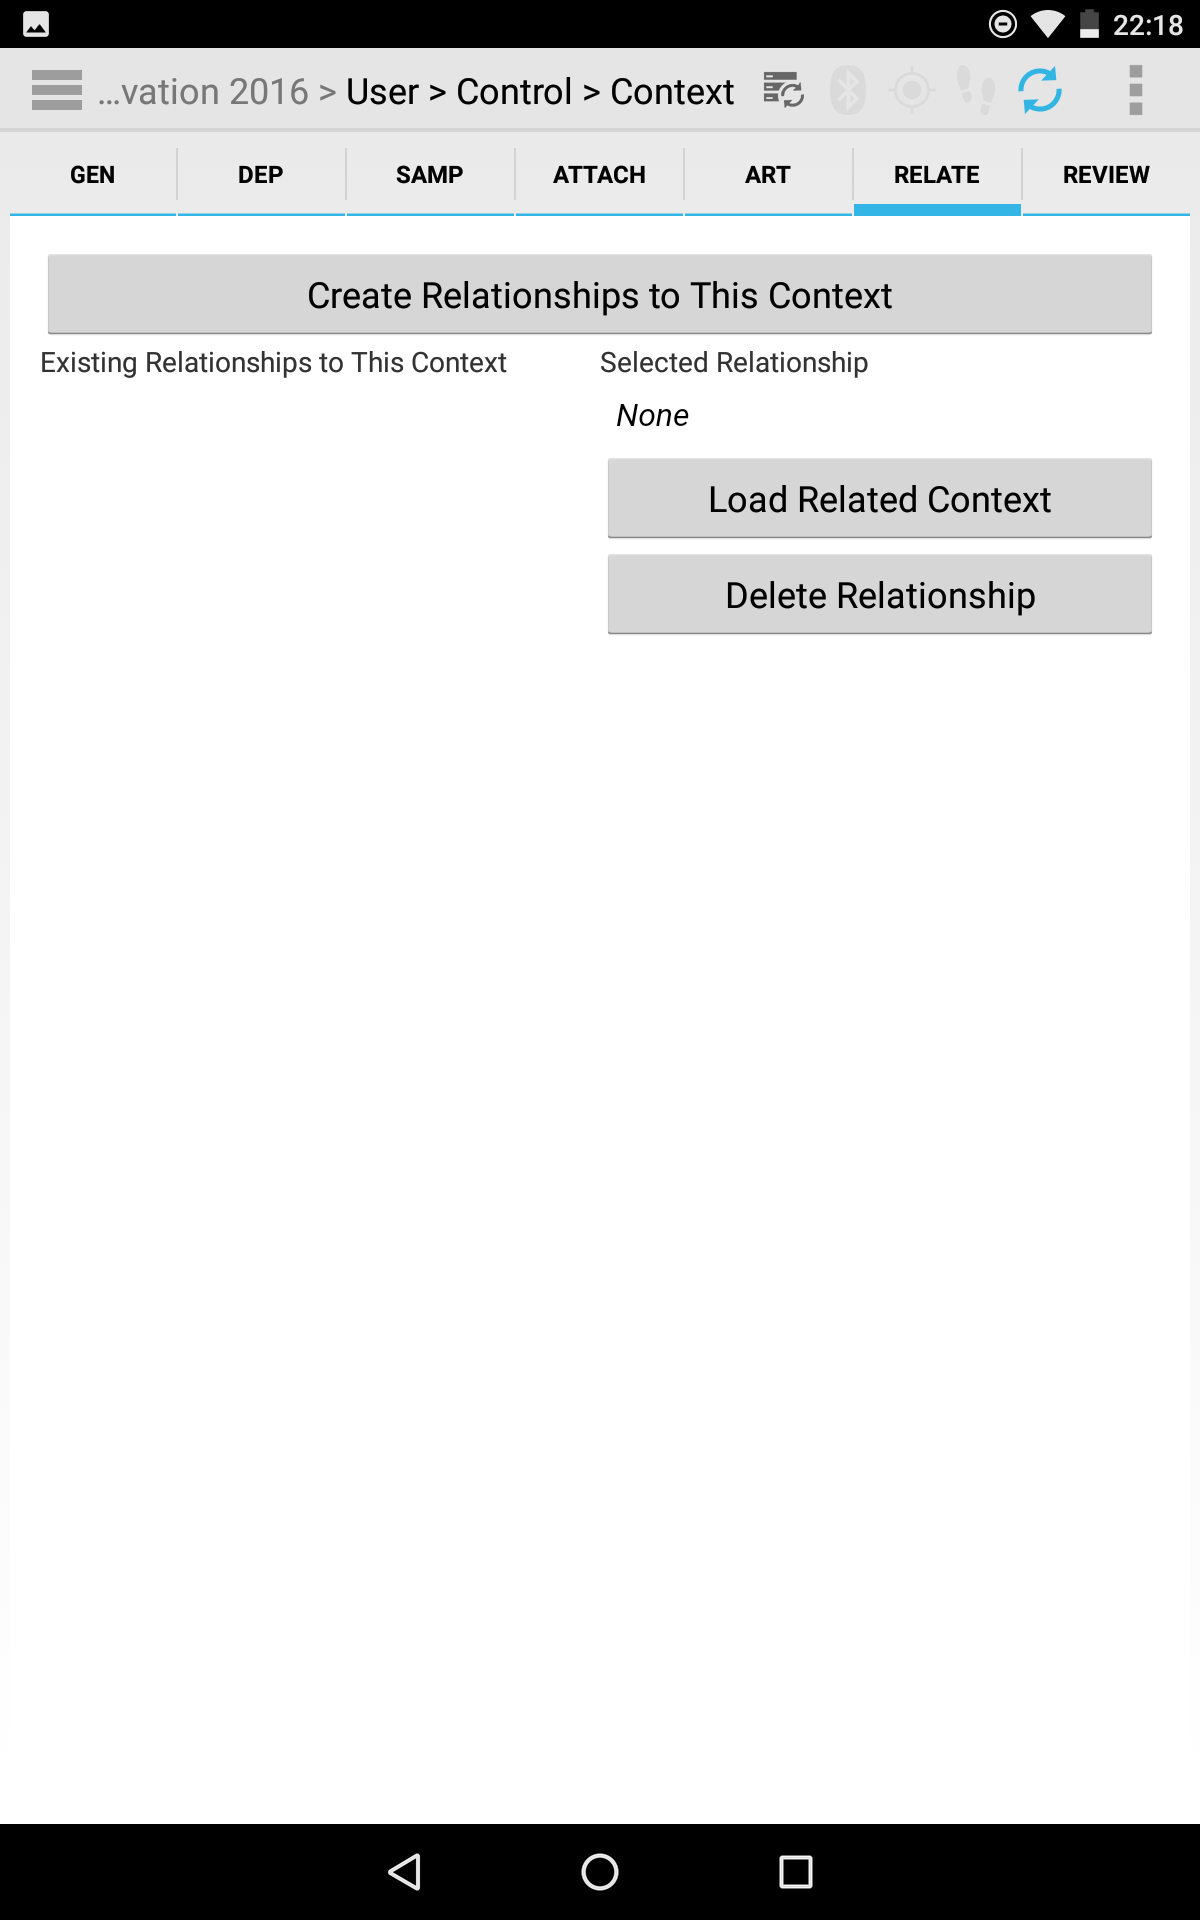 22:18
...vation 2016 > User > Control > Context
GEN DEP SAMP ATTACH ART RELATE REVIEW
Create Relationships to This Context
Existing Relationships to This Context
Selected Relationship
None
Load Related Context
Delete Relationship